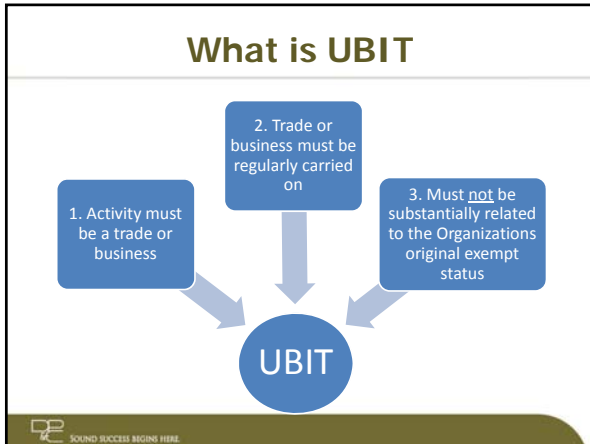 What is UBIT
2. Trade or
business must be
regularly carried
on
1. Activity must
be a trade or
business
3. Must not be
substantially related
to the Organizations
original exempt
status
UBIT
SOUND SUCCESS BEGINS HERE.